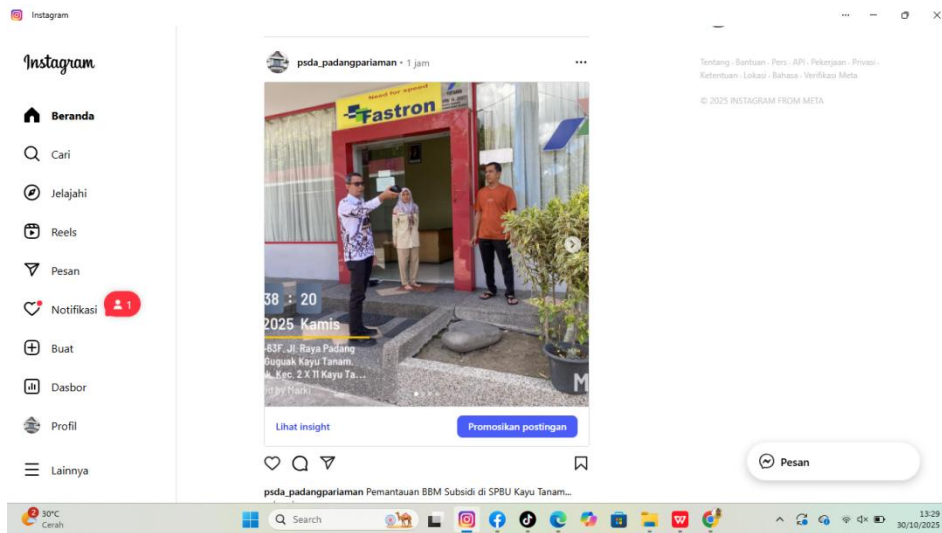 Instagram
Instagram
Beranda
Cari
Jelajahi
Reels
Pesan
Notifikasi
1
Buat
Dasbor
Profil
Lainnya
psda_padangpariaman • 1 jam
Need for speed
Fastron
38 : 20
2025 Kamis
-63F, Jl. Raya Padang
Guguak Kayu Tanam.
k. Kec. 2 X 11 Kayu Ta...
M
Lihat insight
Promosikan postingan
psda_padangpariaman Pemantauan BBM Subsidi di SPBU Kayu Tanam...
Tentang · Bantuan · Pers · API · Pekerjaan · Privasi ·
Ketentuan · Lokasi · Bahasa · Verifikasi Meta
© 2025 INSTAGRAM FROM META
Pesan
2
30°C
Cerah
Search
13:29
30/10/2025